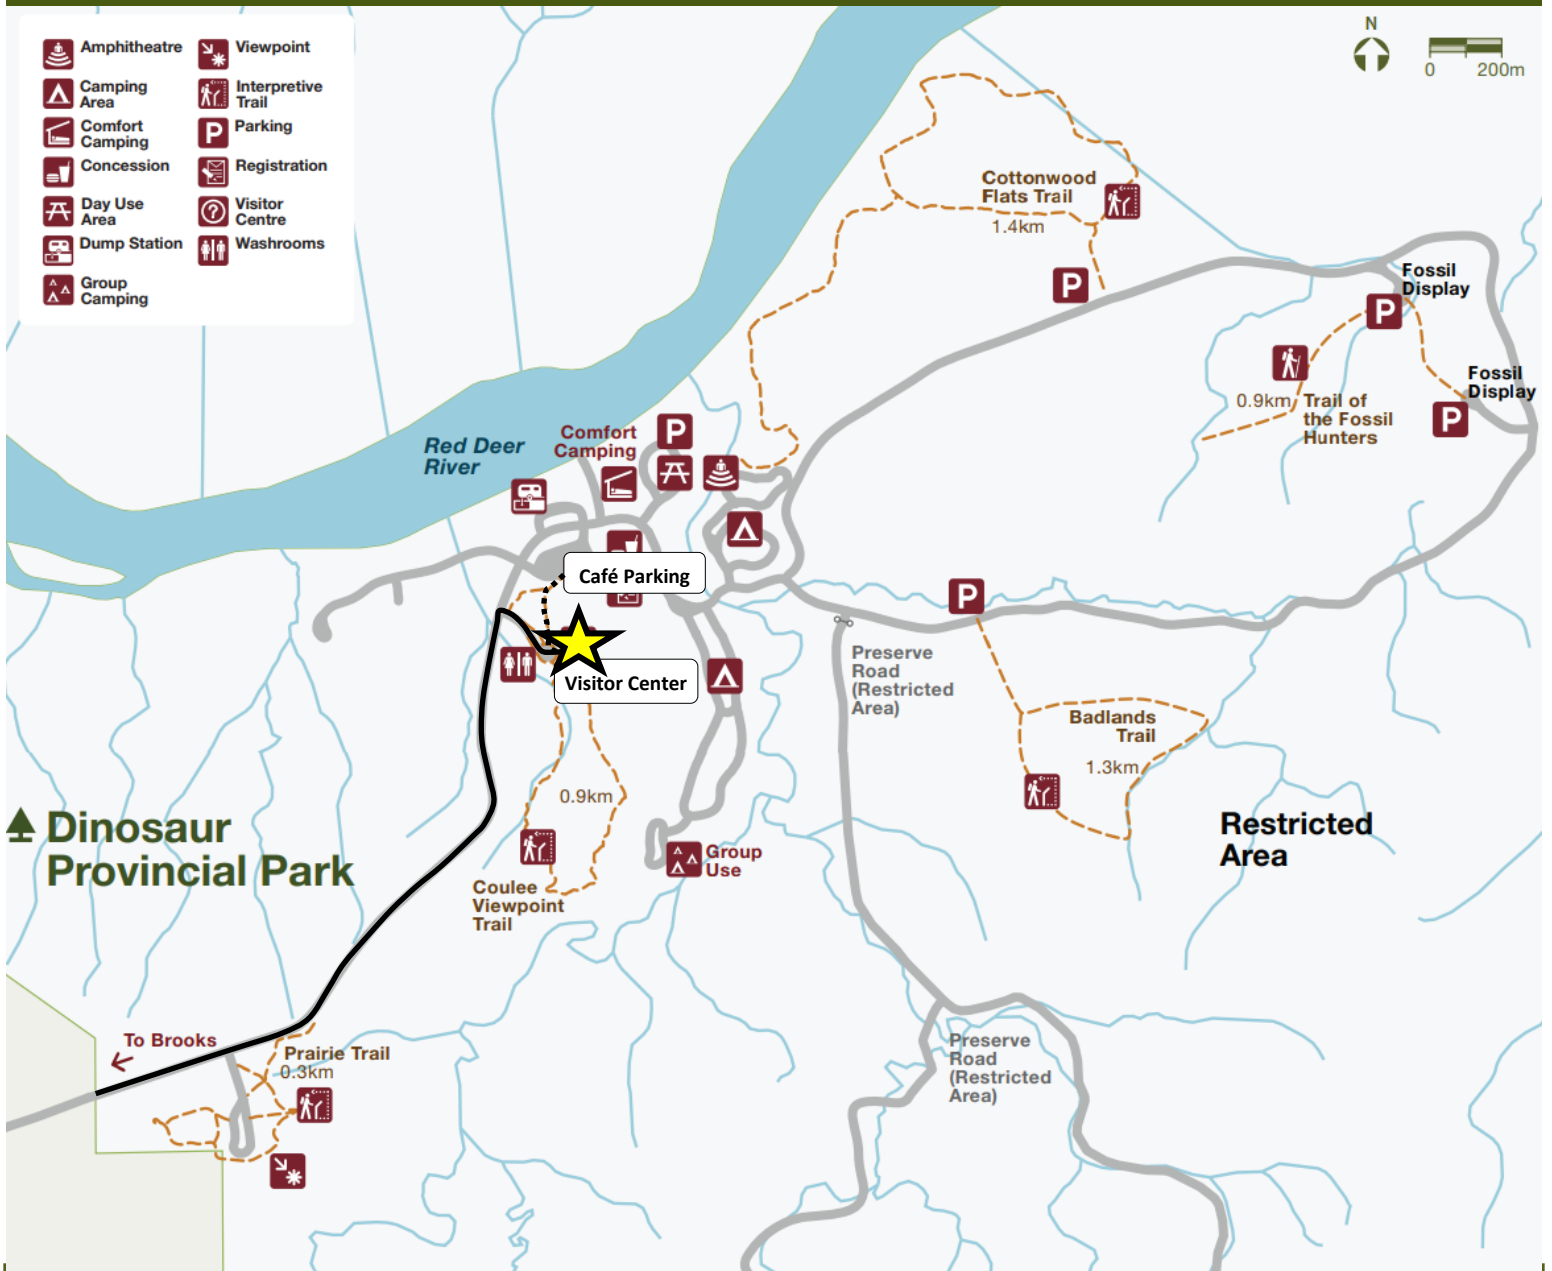 Amphitheatre
Camping
Area
Comfort
Camping
Concession
Day Use
Area
Dump Station
Group
Camping
Viewpoint
Interpretive
Trail
P
Parking
Registration
?
Visitor
Centre
Washrooms
N
0 200m
Cottonwood
Flats Trail
1.4km
P
Fossil
Display
P
Fossil
Display
P
0.9km
Trail of
the Fossil
Hunters
Red Deer
River
Comfort
Camping
P
Café Parking
Visitor Center
P
Preserve
Road
(Restricted
Area)
Badlands
Trail
1.3km
Restricted
Area
0.9km
Coulee
Viewpoint
Trail
Group
Use
Dinosaur
Provincial Park
To Brooks
Prairie Trail
0.3km
Preserve
Road
(Restricted
Area)